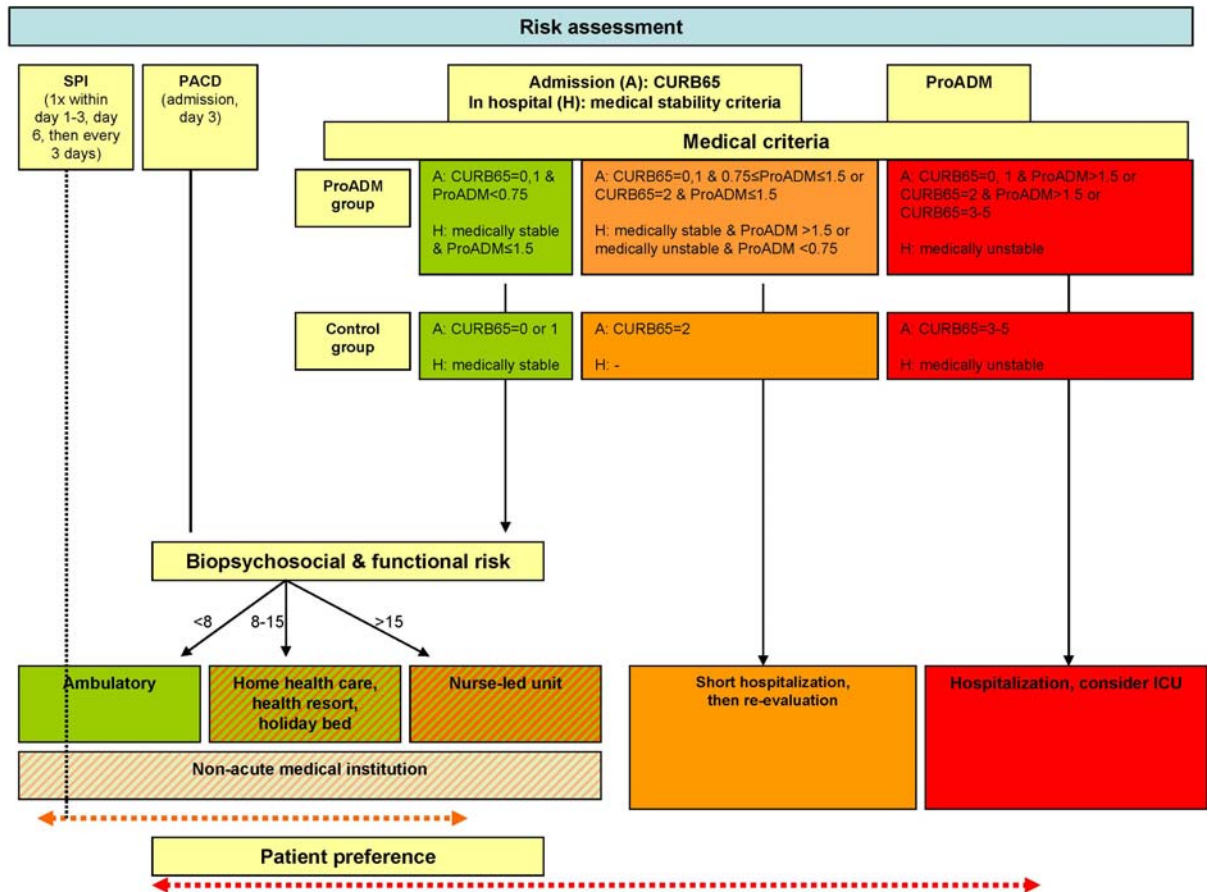 Risk assessment
SPI
(1x within
day 1-3, day
6, then every
3 days)
PACD
(admission,
day 3)
Admission (A): CURB65
In hospital (H): medical stability criteria
ProADM
Medical criteria
ProADM
group
A: CURB65=0,1 &
ProADM<0.75
H: medically stable
& ProADM≤1.5
A: CURB65=0,1 & 0.75≤ProADM≤1.5 or
CURB65=2 & ProADM≤1.5
H: medically stable & ProADM >1.5 or
medically unstable & ProADM <0.75
A: CURB65=0, 1 & ProADM>1.5 or
CURB65=2 & ProADM>1.5 or
CURB65=3-5
H: medically unstable
Control
group
A: CURB65=0 or 1
H: medically stable
A: CURB65=2
H: -
A: CURB65=3-5
H: medically unstable
Biopsychosocial & functional risk
<8
8-15
>15
Ambulatory
Home health care,
health resort,
holiday bed
Nurse-led unit
Short hospitalization,
then re-evaluation
Hospitalization, consider ICU
Non-acute medical institution
Patient preference